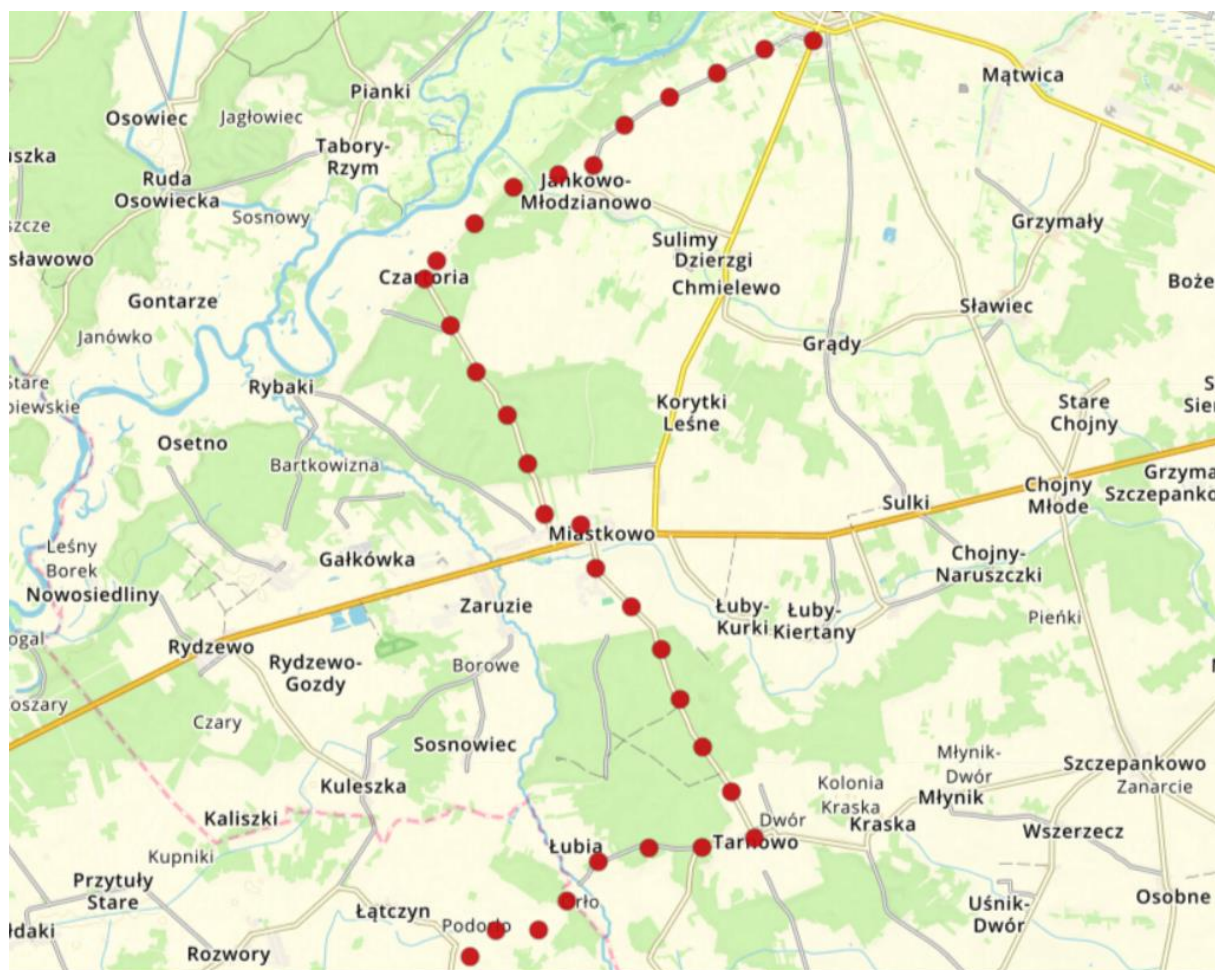 Mątwica
Pianki
Osowiec
Jagłowiec
Tabory-
Rzym
Ruda
Osowiecka
Sosnowy
Jankowo-
Młodzianowo
Grzymały
Sulimy
Dzierzgi
Chmielewo
Czartoria
Gontarze
Janówko
Sławiec
Grądy
Rybaki
Korytki
Leśne
Stare
Chojny
Osetno
Bartkowizna
Chojny
Młode
Sulki
Miastkowo
Leśny
Borek
Nowosiedliny
Gałkówka
Chojny-
Naruszczki
Zaruzie
Łuby-
Kurki
Łuby-
Kiertany
Pieńki
Rydzewo
Rydzewo-
Gozdy
Borowe
Czary
Sosnowiec
Młynik-
Dwór
Młynik
Szczepankowo
Zanarcie
Kuleszka
Kolonia
Kraska
Kraska
Kaliszki
Dwór
Tarnowo
Wszerzecz
Łubia
Kupniki
Przytuły
Stare
Osobne
Łątczyn
Uśnik-
Dwór
Rozwory